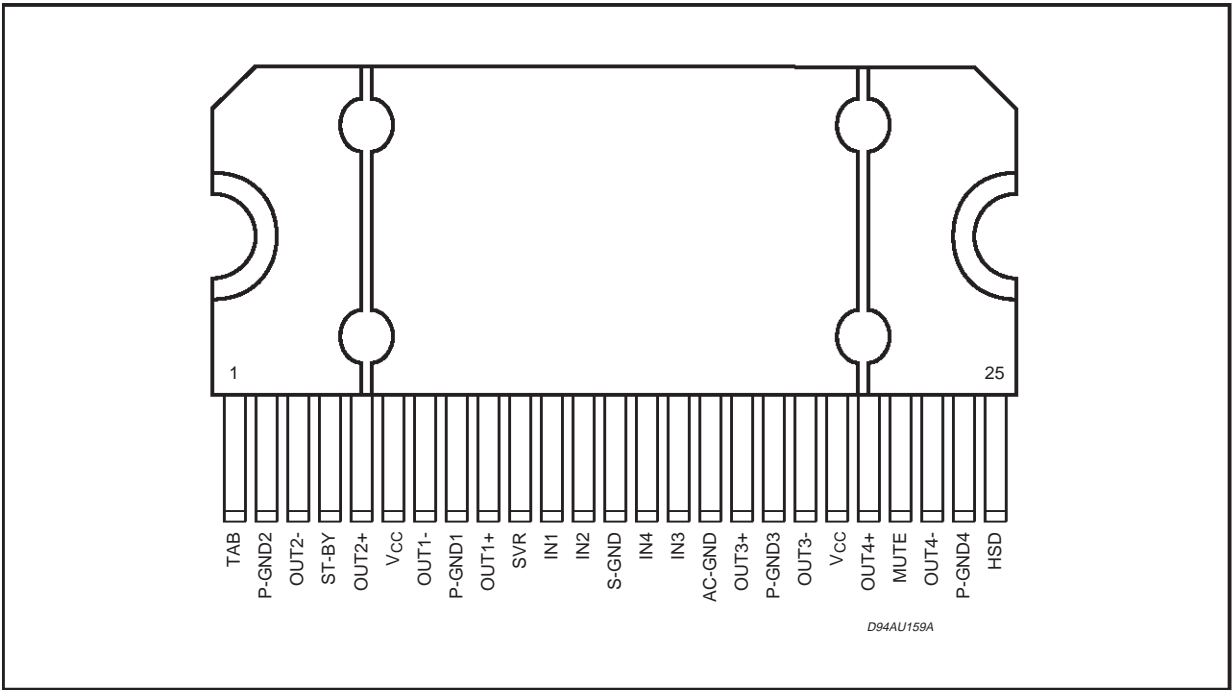 1
25
TAB
P-GND2
OUT2-
ST-BY
OUT2+
VCC
OUT1-
P-GND1
OUT1+
SVR
IN1
IN2
S-GND
IN4
IN3
AC-GND
OUT3+
P-GND3
OUT3-
VCC
OUT4+
MUTE
OUT4-
P-GND4
HSD
D94AU159A